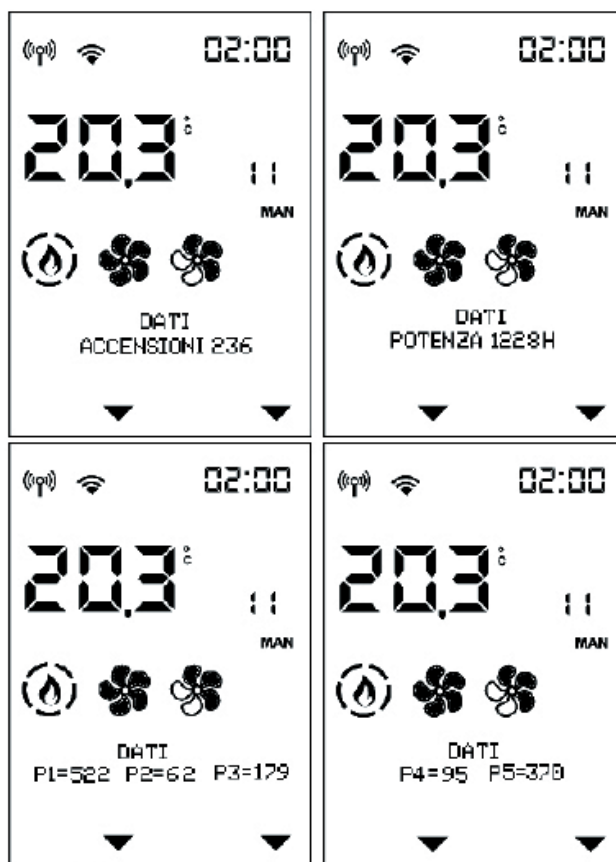 02:00
20.3 °C
11
MAN
DATI
ACCENSIONI 236
02:00
20.3 °C
11
MAN
DATI
POTENZA 1228H
02:00
20.3 °C
11
MAN
DATI
P1=522 P2=62 P3=179
02:00
20.3 °C
11
MAN
DATI
P4=95 P5=370